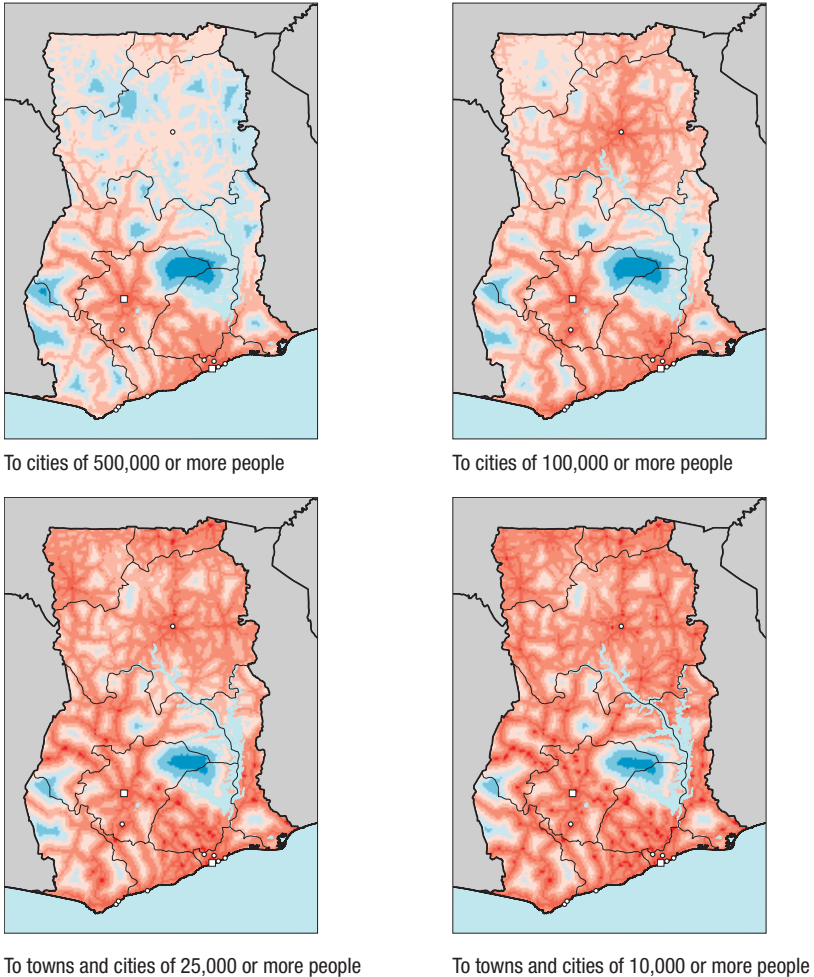 To cities of 500,000 or more people
To cities of 100,000 or more people
To towns and cities of 25,000 or more people
To towns and cities of 10,000 or more people